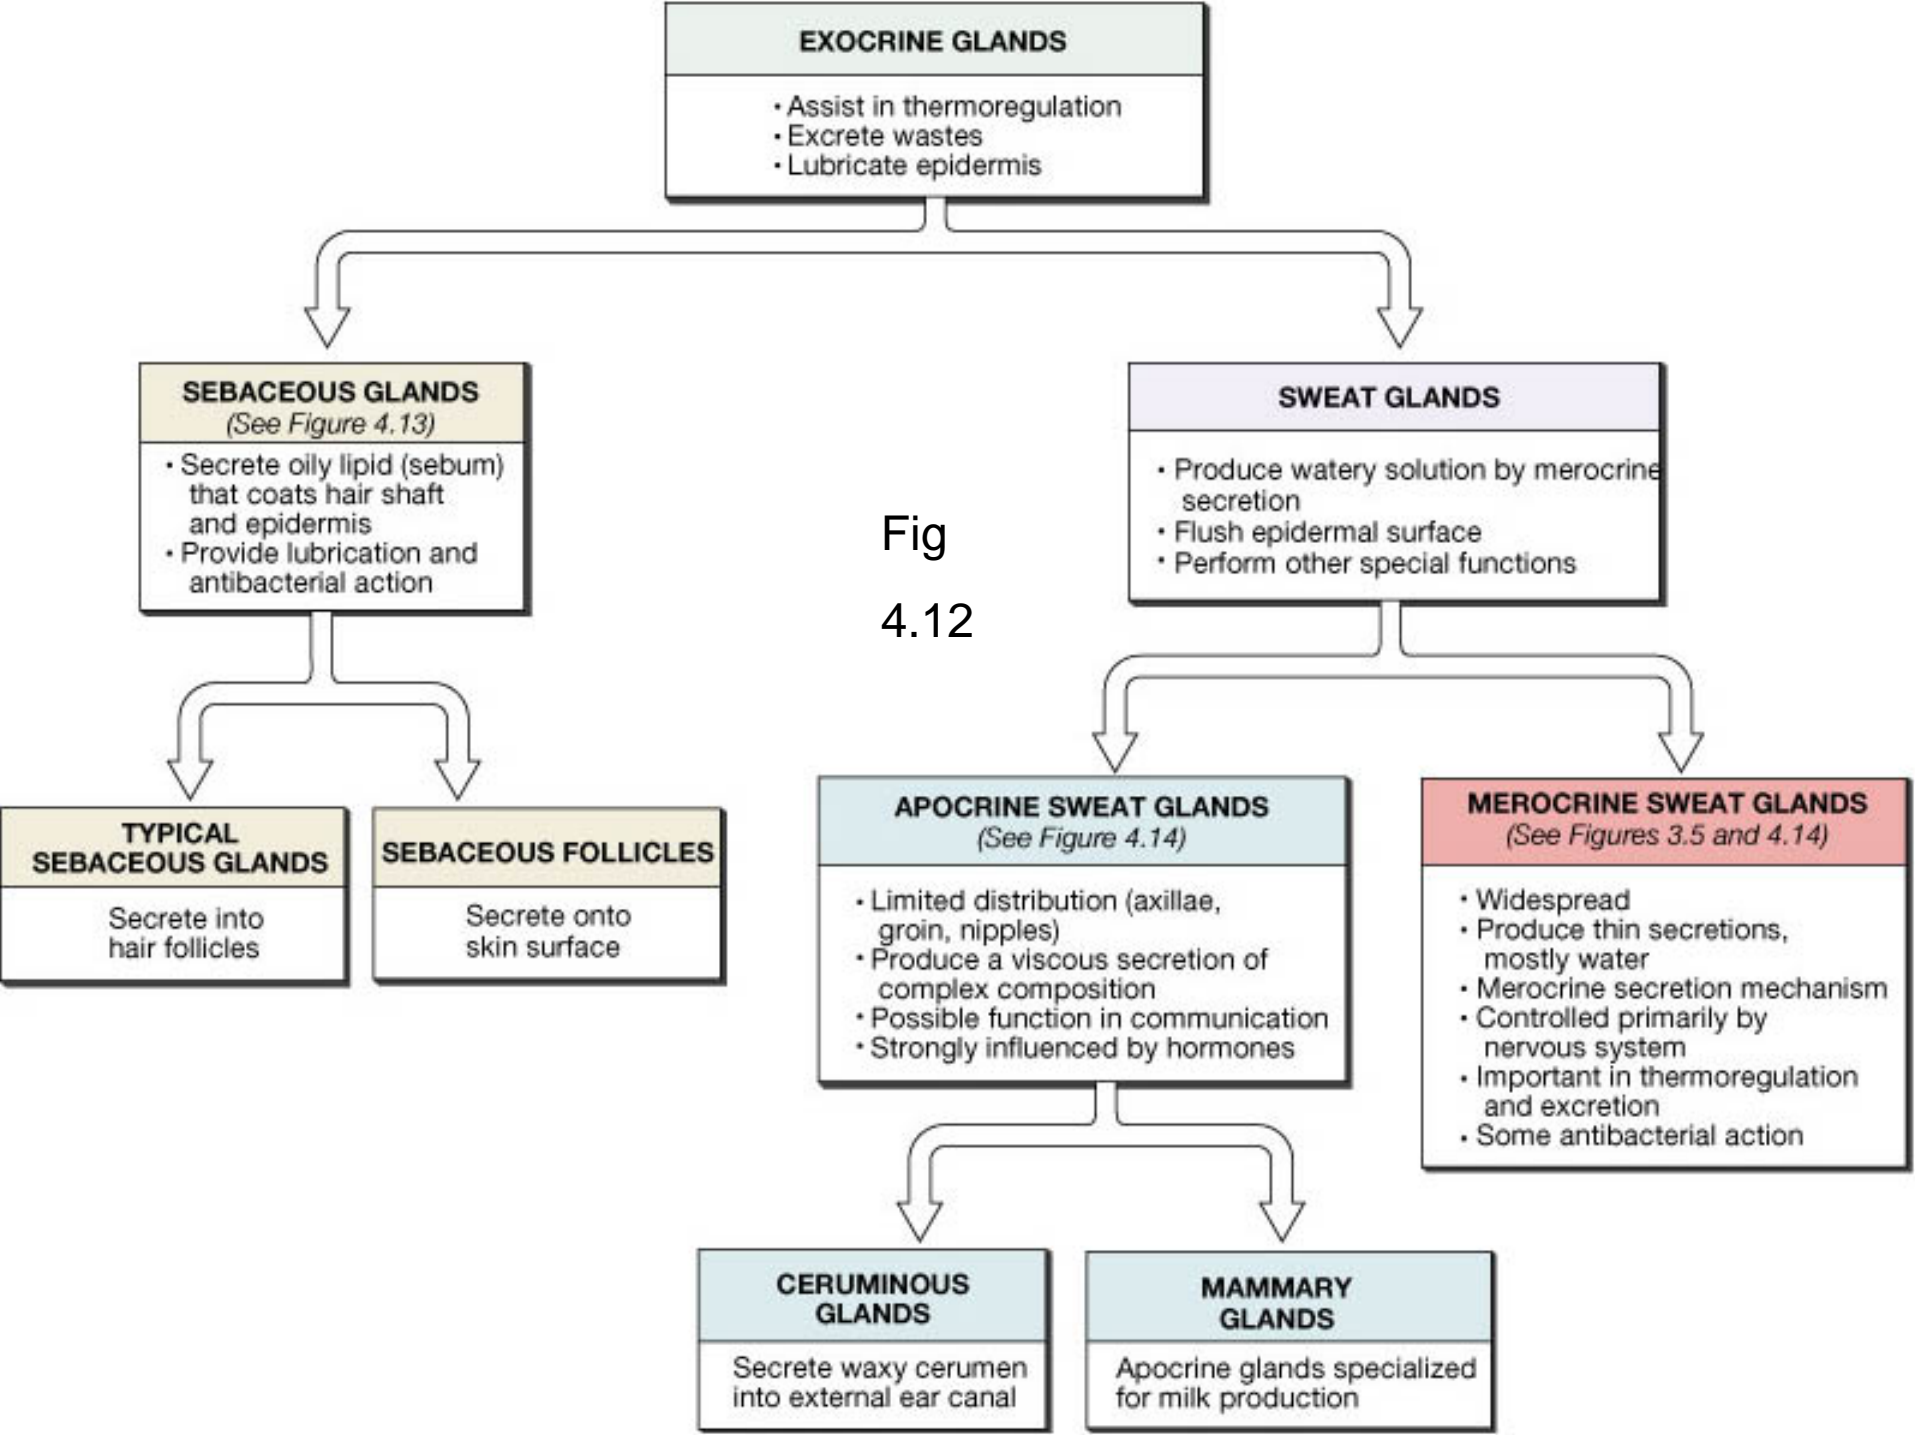 EXOCRINE GLANDS
· Assist in thermoregulation
· Excrete wastes
· Lubricate epidermis
SEBACEOUS GLANDS
(See Figure 4.13)
· Secrete oily lipid (sebum)
that coats hair shaft
and epidermis
· Provide lubrication and
antibacterial action
SWEAT GLANDS
· Produce watery solution by merocrine
secretion
· Flush epidermal surface
· Perform other special functions
Fig
4.12
TYPICAL
SEBACEOUS GLANDS
Secrete into
hair follicles
SEBACEOUS FOLLICLES
Secrete onto
skin surface
APOCRINE SWEAT GLANDS
(See Figure 4.14)
· Limited distribution (axillae,
groin, nipples)
· Produce a viscous secretion of
complex composition
· Possible function in communication
· Strongly influenced by hormones
MEROCRINE SWEAT GLANDS
(See Figures 3.5 and 4.14)
· Widespread
· Produce thin secretions,
mostly water
· Merocrine secretion mechanism
· Controlled primarily by
nervous system
· Important in thermoregulation
and excretion
· Some antibacterial action
CERUMINOUS
GLANDS
Secrete waxy cerumen
into external ear canal
MAMMARY
GLANDS
Apocrine glands specialized
for milk production